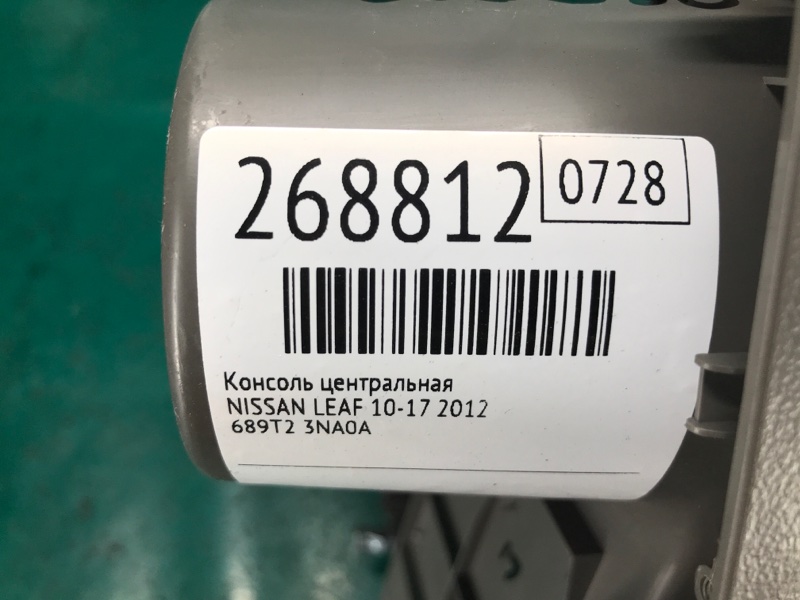 268812
0728
Консоль центральная
NISSAN LEAF 10-17 2012
689T2 3NA0A